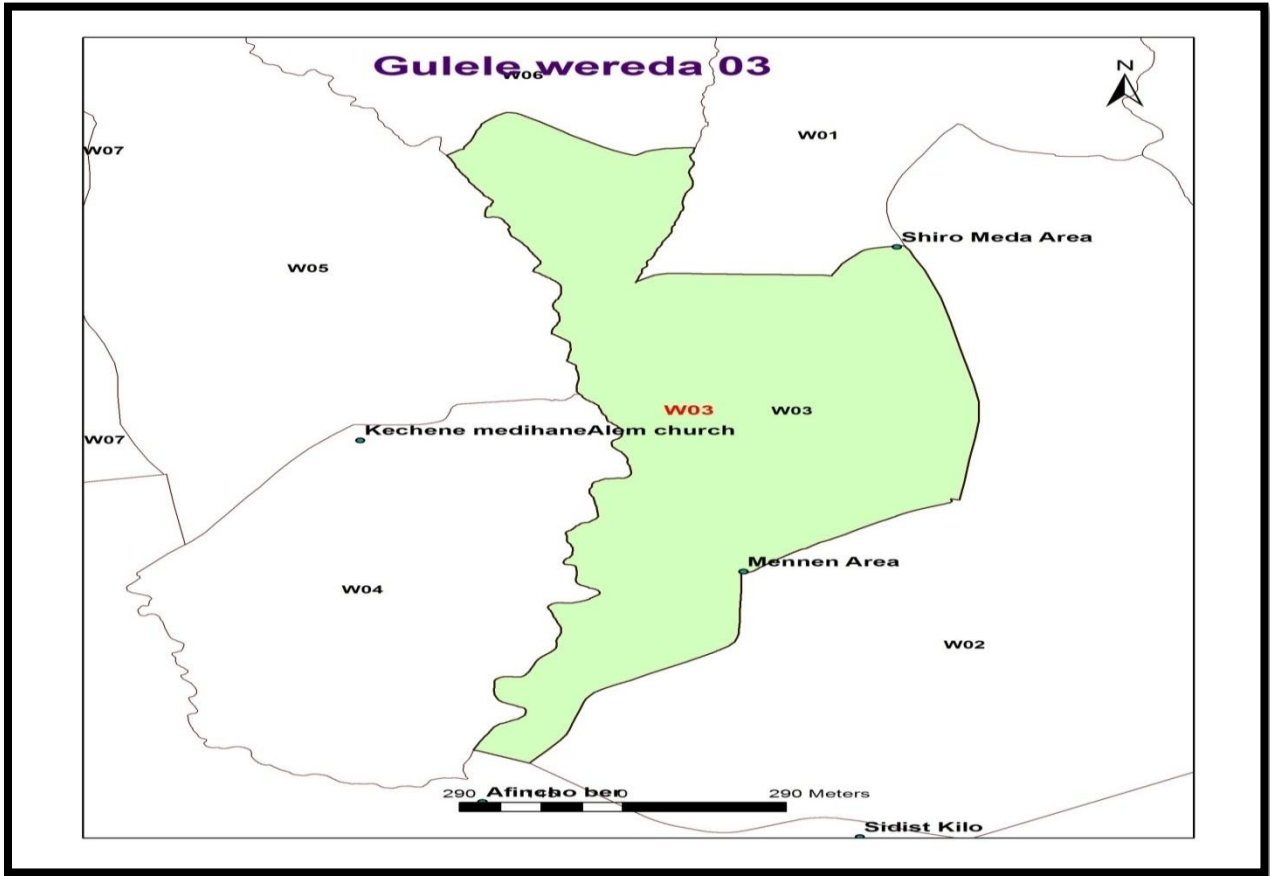 Gulele wereda 03
W06
N
W01
W07
Shiro Meda Area
W05
W03
W03
Kechene medihaneAlem church
W07
Mennen Area
W04
W02
290 Afincho ber 0 290 Meters
Sidist Kilo